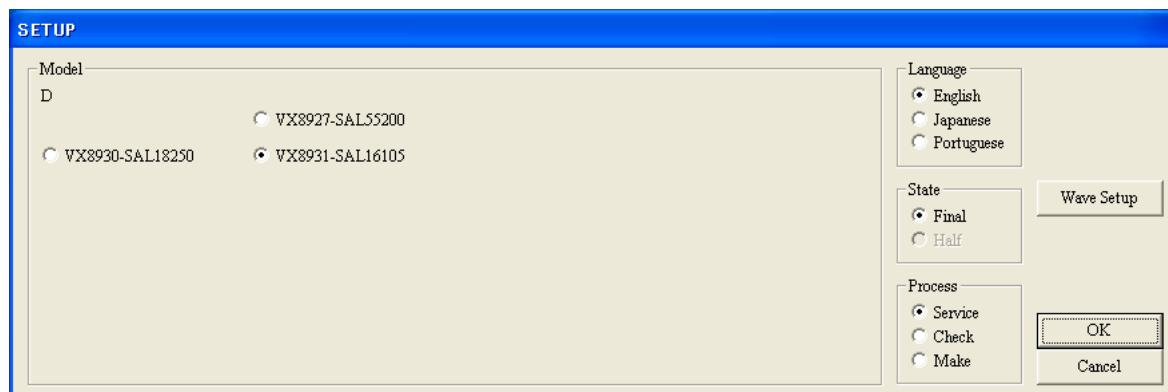 SETUP
Model
D
VX8927-SAL55200
VX8930-SAL18250
VX8931-SAL16105
Language
English
Japanese
Portuguese
State
Final
Half
Process
Service
Check
Make
Wave Setup
OK
Cancel